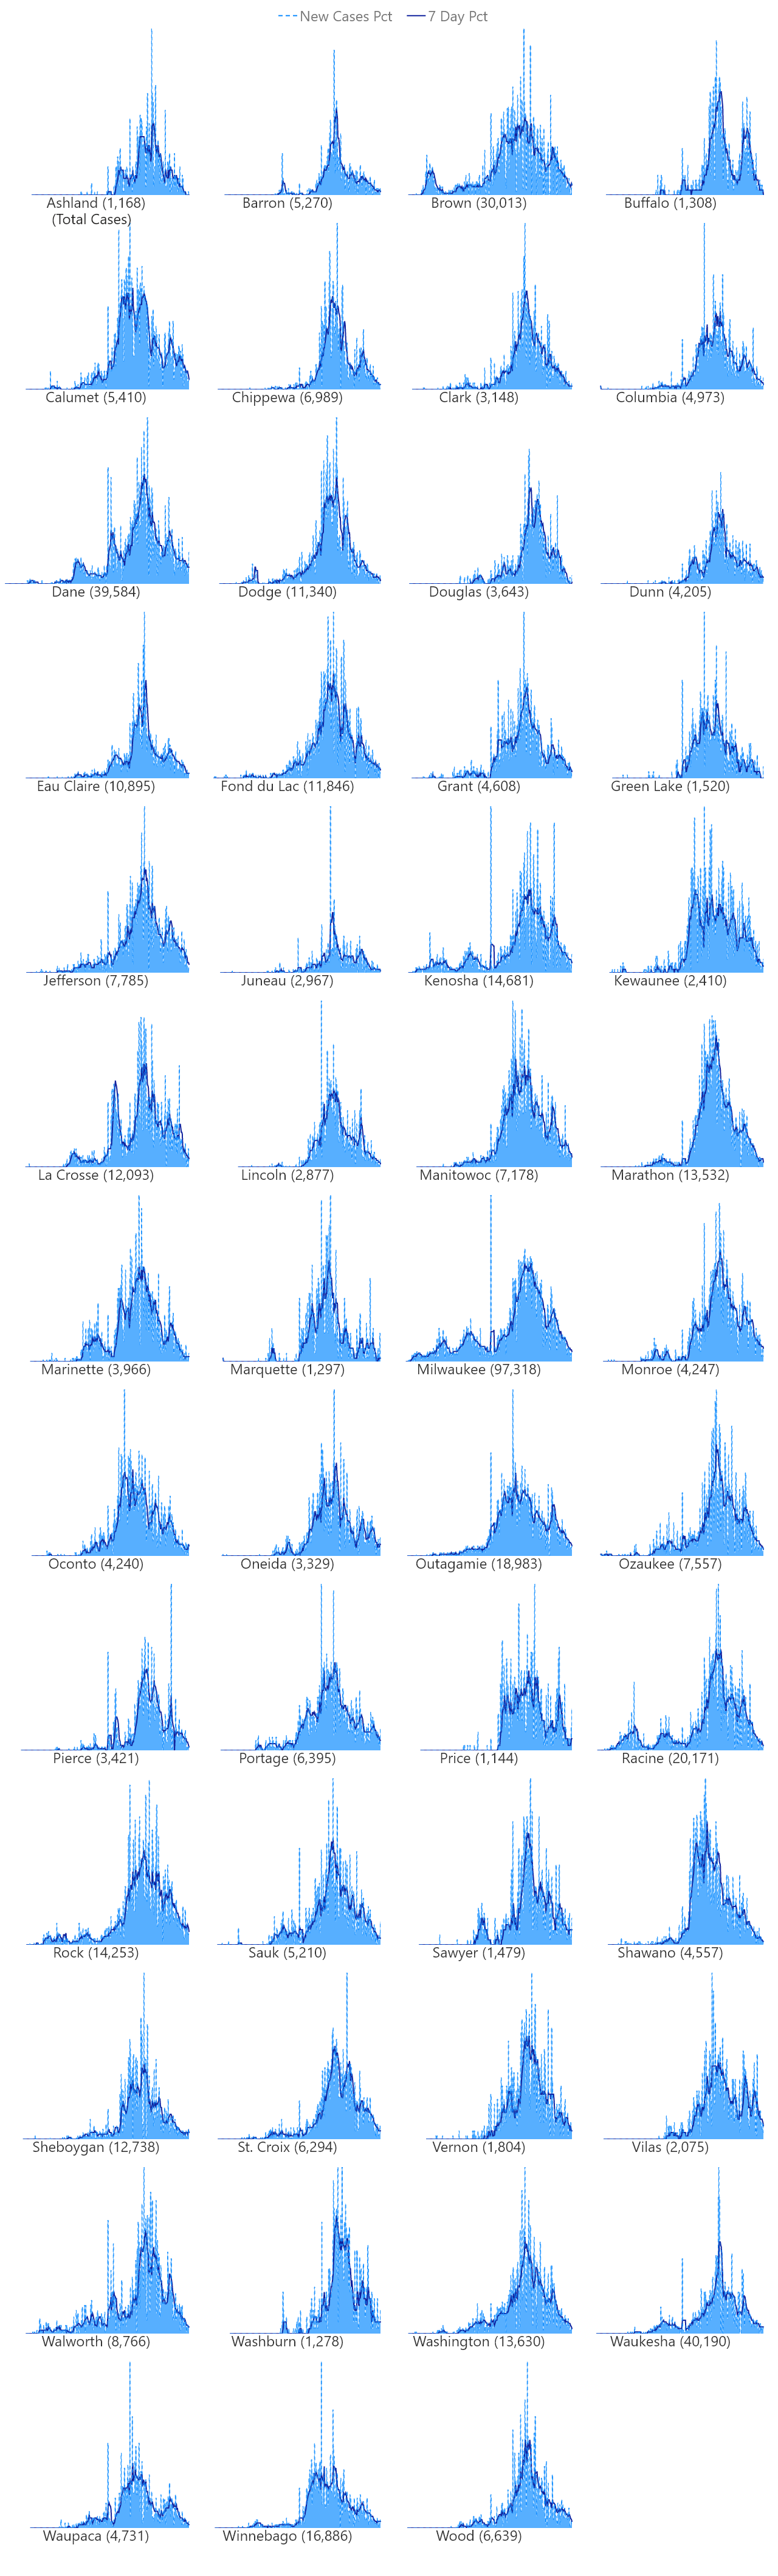 New Cases Pct 7 Day Pct
Ashland (1,168) Barron (5,270) Brown (30,013) Buffalo (1,308)
(Total Cases)
Calumet (5,410) Chippewa (6,989) Clark (3,148) Columbia (4,973)
Dane (39,584) Dodge (11,340) Douglas (3,643) Dunn (4,205)
Eau Claire (10,895) Fond du Lac (11,846) Grant (4,608) Green Lake (1,520)
Jefferson (7,785) Juneau (2,967) Kenosha (14,681) Kewaunee (2,410)
La Crosse (12,093) Lincoln (2,877) Manitowoc (7,178) Marathon (13,532)
Marinette (3,966) Marquette (1,297) Milwaukee (97,318) Monroe (4,247)
Oconto (4,240) Oneida (3,329) Outagamie (18,983) Ozaukee (7,557)
Pierce (3,421) Portage (6,395) Price (1,144) Racine (20,171)
Rock (14,253) Sauk (5,210) Sawyer (1,479) Shawano (4,557)
Sheboygan (12,738) St. Croix (6,294) Vernon (1,804) Vilas (2,075)
Walworth (8,766) Washburn (1,278) Washington (13,630) Waukesha (40,190)
Waupaca (4,731) Winnebago (16,886) Wood (6,639)